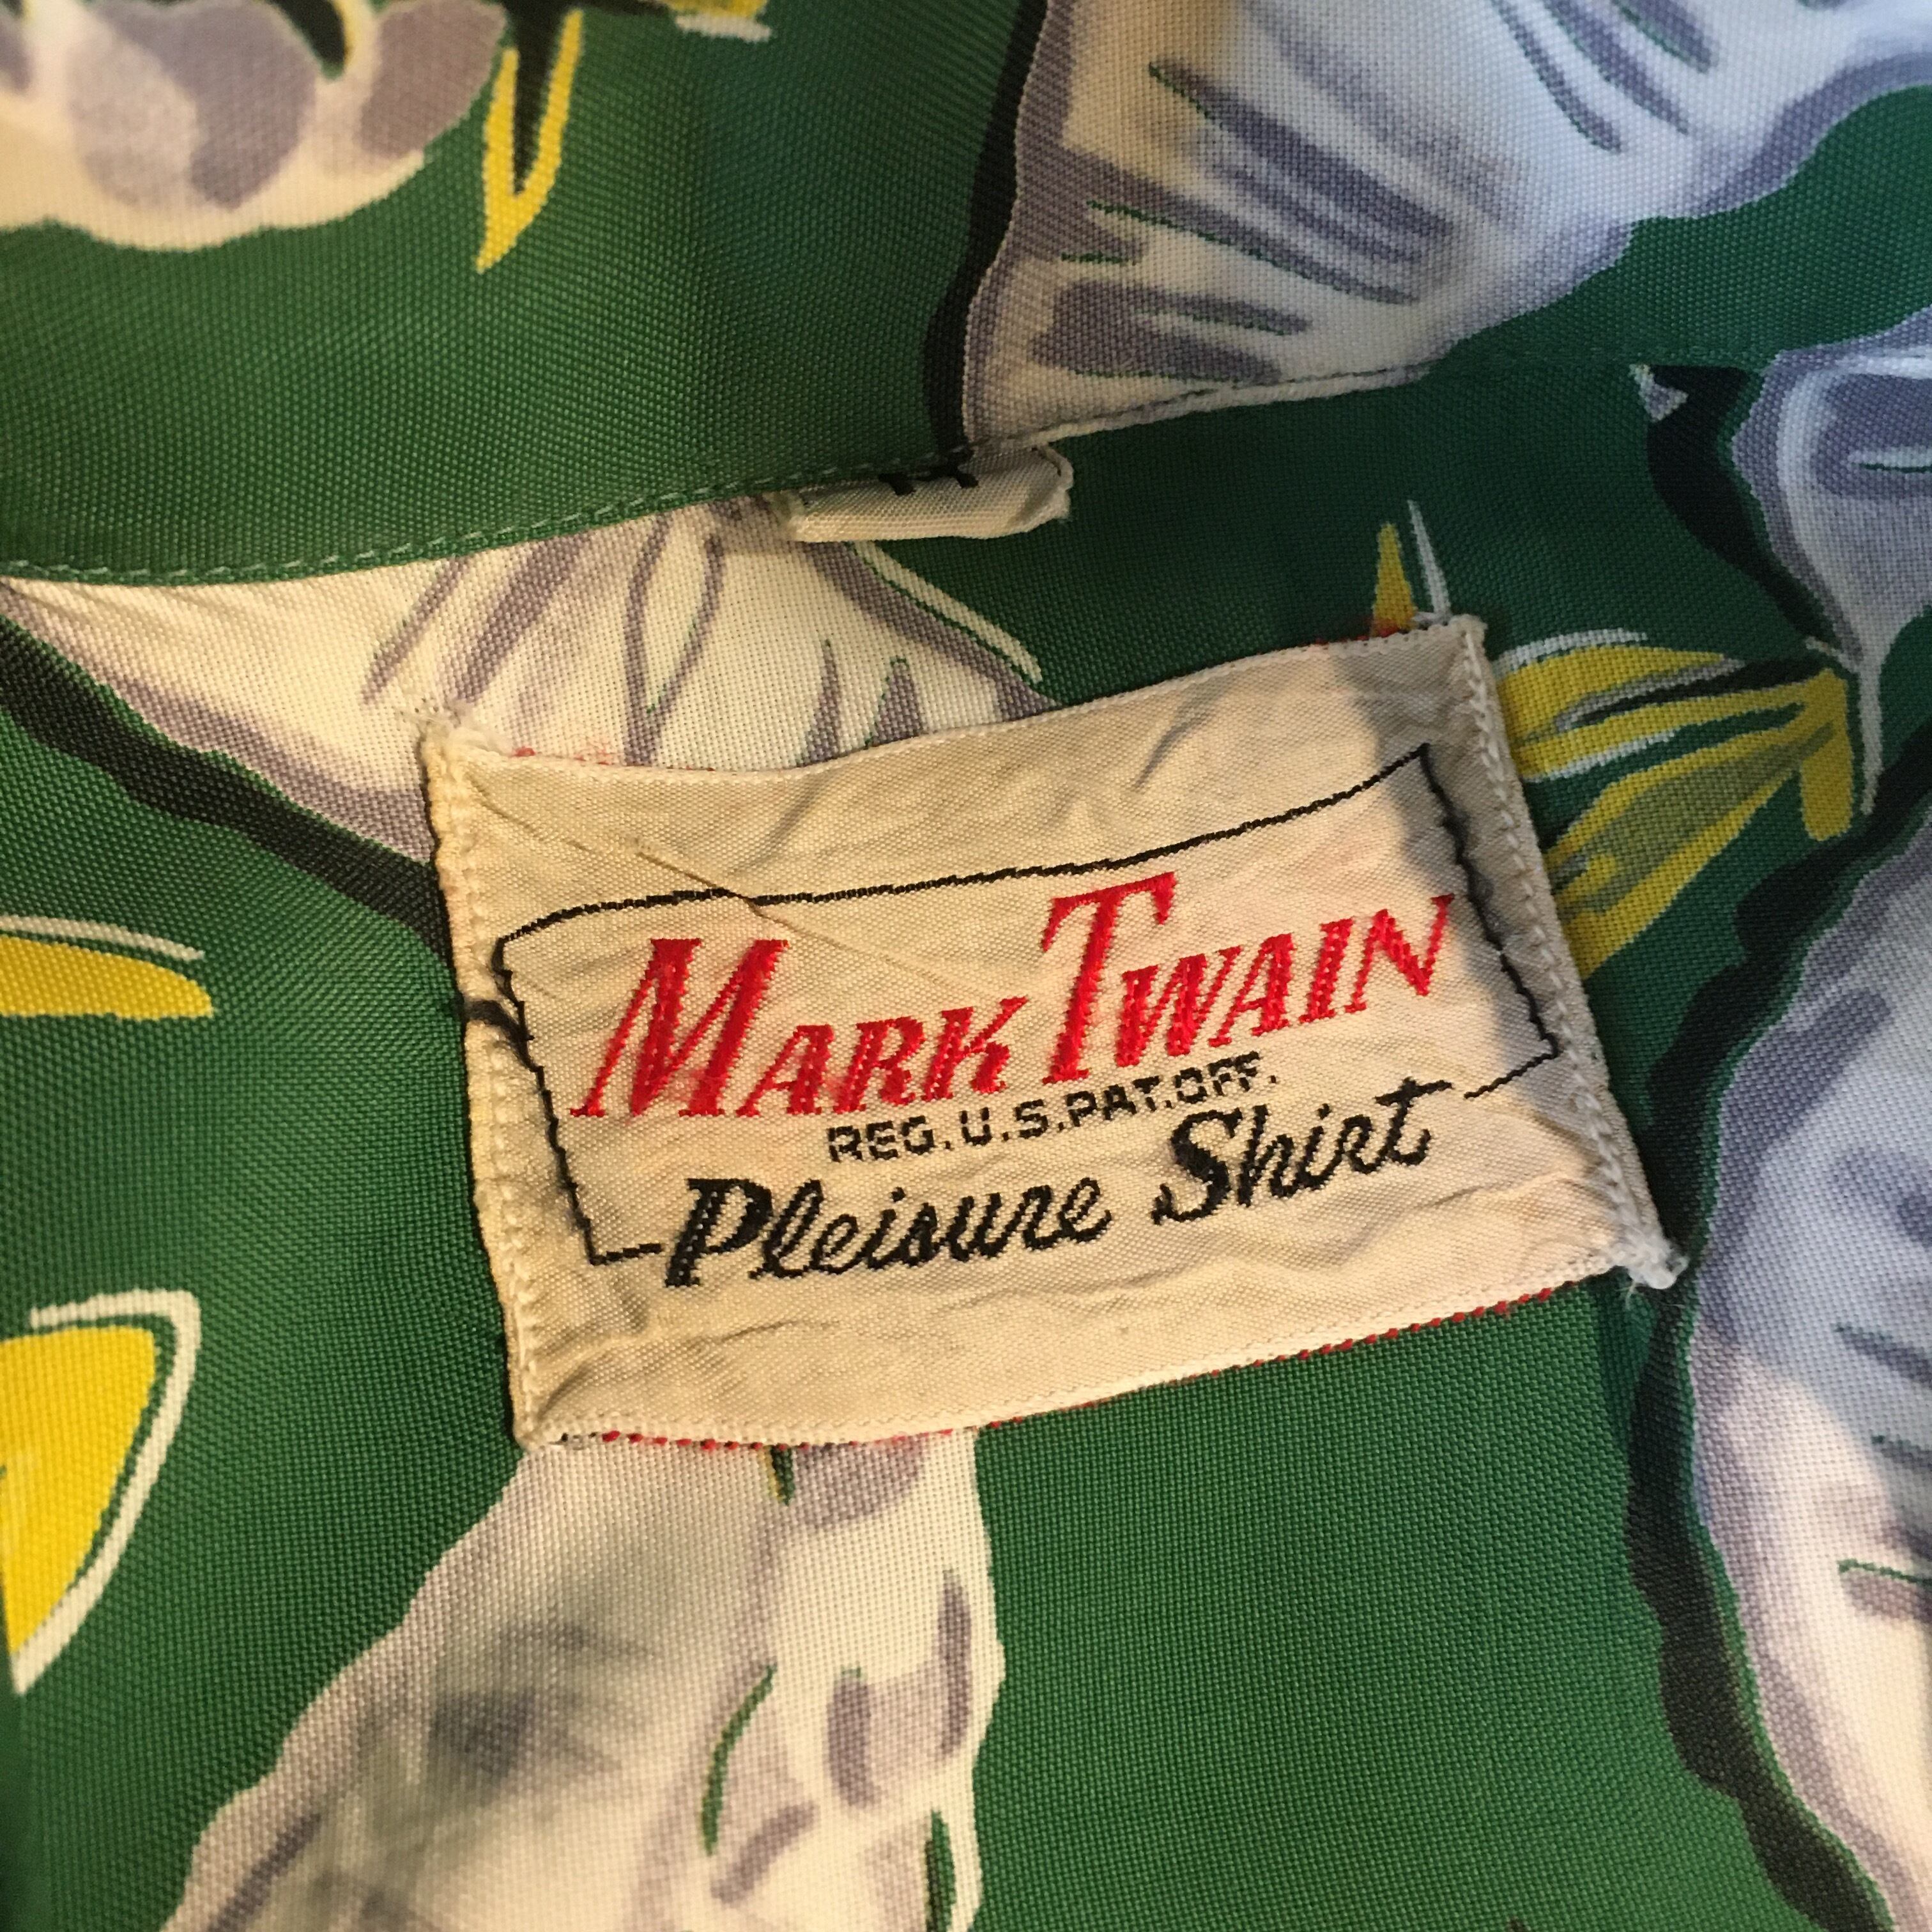 MARK TWAIN
REG. U.S. PAT. OFF.
Pleisure Shirt